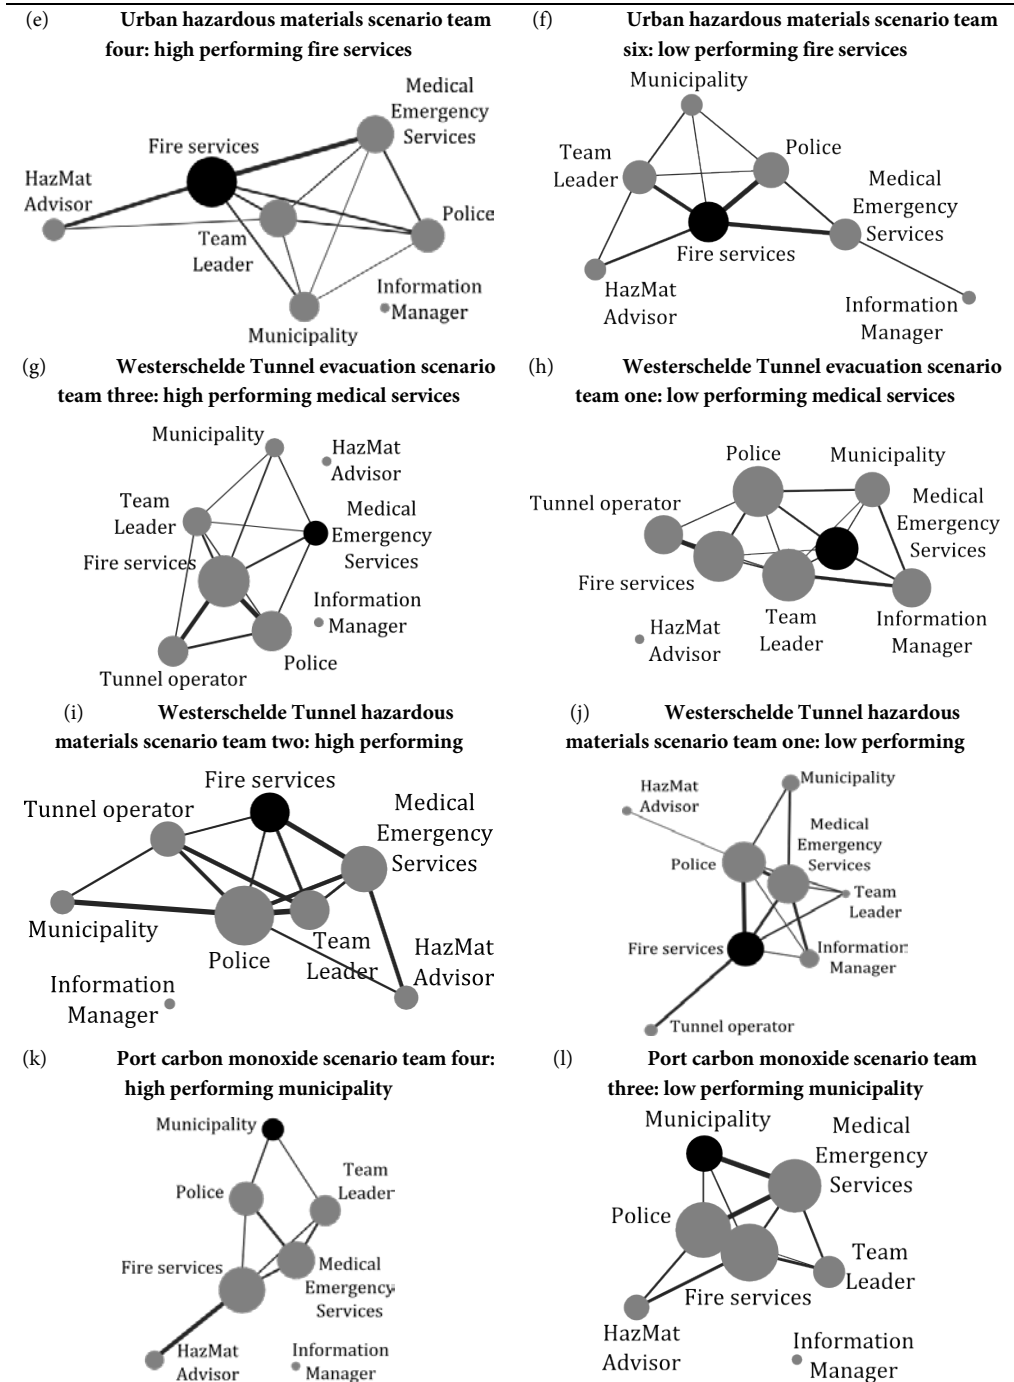 (e) Urban hazardous materials scenario team
four: high performing fire services
Medical
Emergency
Services
Fire services
HazMat
Advisor
Police
Team
Leader
Information
Manager
Municipality
(f) Urban hazardous materials scenario team
six: low performing fire services
Municipality
Police
Team
Leader
Medical
Emergency
Services
Fire services
HazMat
Advisor
Information
Manager
(g) Westerschelde Tunnel evacuation scenario
team three: high performing medical services
Municipality
HazMat
Advisor
Team
Leader
Medical
Emergency
Services
Fire services
Information
Manager
Police
Tunnel operator
(h) Westerschelde Tunnel evacuation scenario
team one: low performing medical services
Police
Municipality
Tunnel operator
Medical
Emergency
Services
Fire services
Team
Leader
Information
Manager
HazMat
Advisor
(i) Westerschelde Tunnel hazardous
materials scenario team two: high performing
Fire services
Tunnel operator
Medical
Emergency
Services
Municipality
Police
Team
Leader
HazMat
Advisor
Information
Manager
(j) Westerschelde Tunnel hazardous
materials scenario team one: low performing
HazMat
Advisor
Municipality
Medical
Emergency
Services
Police
Team
Leader
Fire services
Information
Manager
Tunnel operator
(k) Port carbon monoxide scenario team four:
high performing municipality
Municipality
Team
Leader
Police
Fire services
Medical
Emergency
Services
HazMat
Advisor
Information
Manager
(l) Port carbon monoxide scenario team
three: low performing municipality
Municipality
Medical
Emergency
Services
Police
Team
Leader
Fire services
HazMat
Advisor
Information
Manager